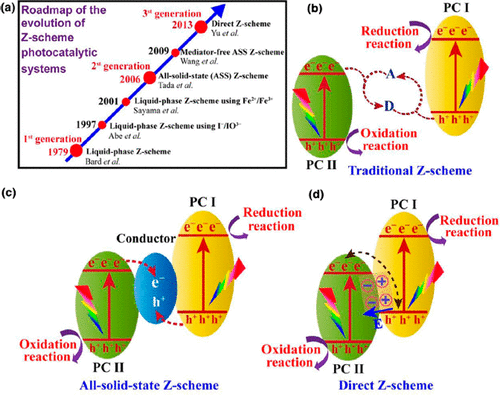 (a)
Roadmap of the
evolution of
Z-scheme
photocatalytic
systems
3rd generation
2013
Direct Z-scheme
Yu et al.
2009
Mediator-free ASS Z-scheme
Wang et al.
2nd generation
2006
All-solid-state (ASS) Z-scheme
Tada et al.
2001
Liquid-phase Z-scheme using Fe²⁺/Fe³⁺
Sayama et al.
1997
Liquid-phase Z-scheme using I⁻/IO³⁻
Abe et al.
1st generation
1979
Liquid-phase Z-scheme
Bard et al.
(b)
PC I
Reduction
reaction
e⁻ e⁻ e⁻
e⁻ e⁻ e⁻
A
D
h⁺ h⁺ h⁺
h⁺ h⁺ h⁺
Oxidation
reaction
PC II
Traditional Z-scheme
(c)
PC I
Reduction
reaction
Conductor
e⁻ e⁻ e⁻
e⁻ e⁻ e⁻
e⁻
h⁺
h⁺ h⁺ h⁺
h⁺ h⁺ h⁺
Oxidation
reaction
PC II
All-solid-state Z-scheme
(d)
PC I
Reduction
reaction
e⁻ e⁻ e⁻
e⁻ e⁻ e⁻
− +
− +
E
h⁺ h⁺ h⁺
h⁺ h⁺ h⁺
Oxidation
reaction
PC II
Direct Z-scheme